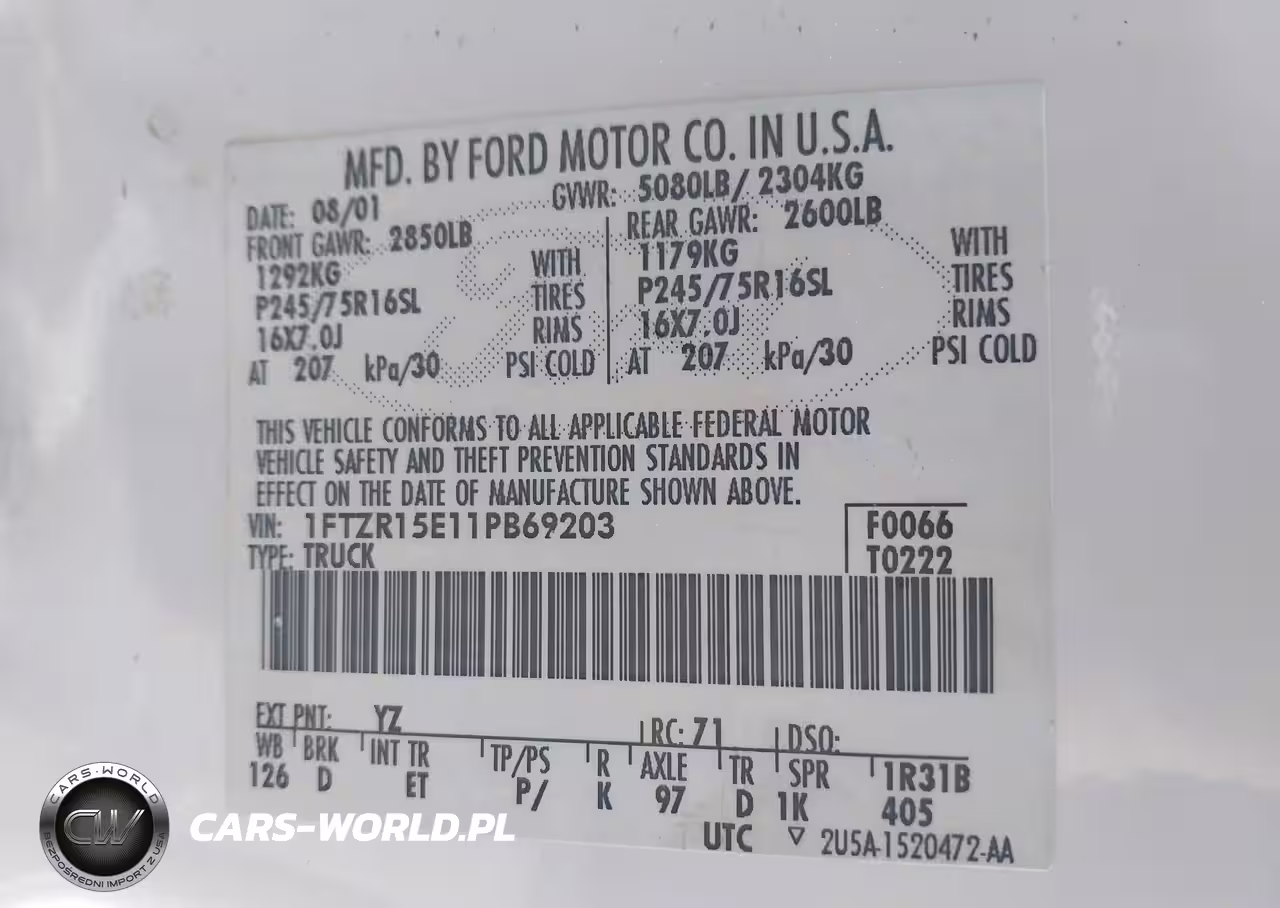 MFD. BY FORD MOTOR CO. IN U.S.A.
DATE: 08/01 GVWR: 5080LB/ 2304KG
FRONT GAWR: 2850LB REAR GAWR: 2600LB
1292KG WITH 1179KG WITH
P245/75R16SL TIRES P245/75R16SL TIRES
16X7.0J RIMS 16X7.0J RIMS
AT 207 kPa/30 PSI COLD AT 207 kPa/30 PSI COLD
THIS VEHICLE CONFORMS TO ALL APPLICABLE FEDERAL MOTOR
VEHICLE SAFETY AND THEFT PREVENTION STANDARDS IN
EFFECT ON THE DATE OF MANUFACTURE SHOWN ABOVE.
VIN: 1FTZR15E11PB69203 F0066
TYPE: TRUCK T0222
EXT PNT: YZ RC: 71 DSO:
WB BRK INT TR TP/PS R AXLE TR SPR 1R31B
126 D ET P/ K 97 D 1K 405
UTC ▽ 2U5A-1520472-AA
CARS-WORLD
CW
BEZPOŚREDNI IMPORT Z USA
CARS-WORLD.PL